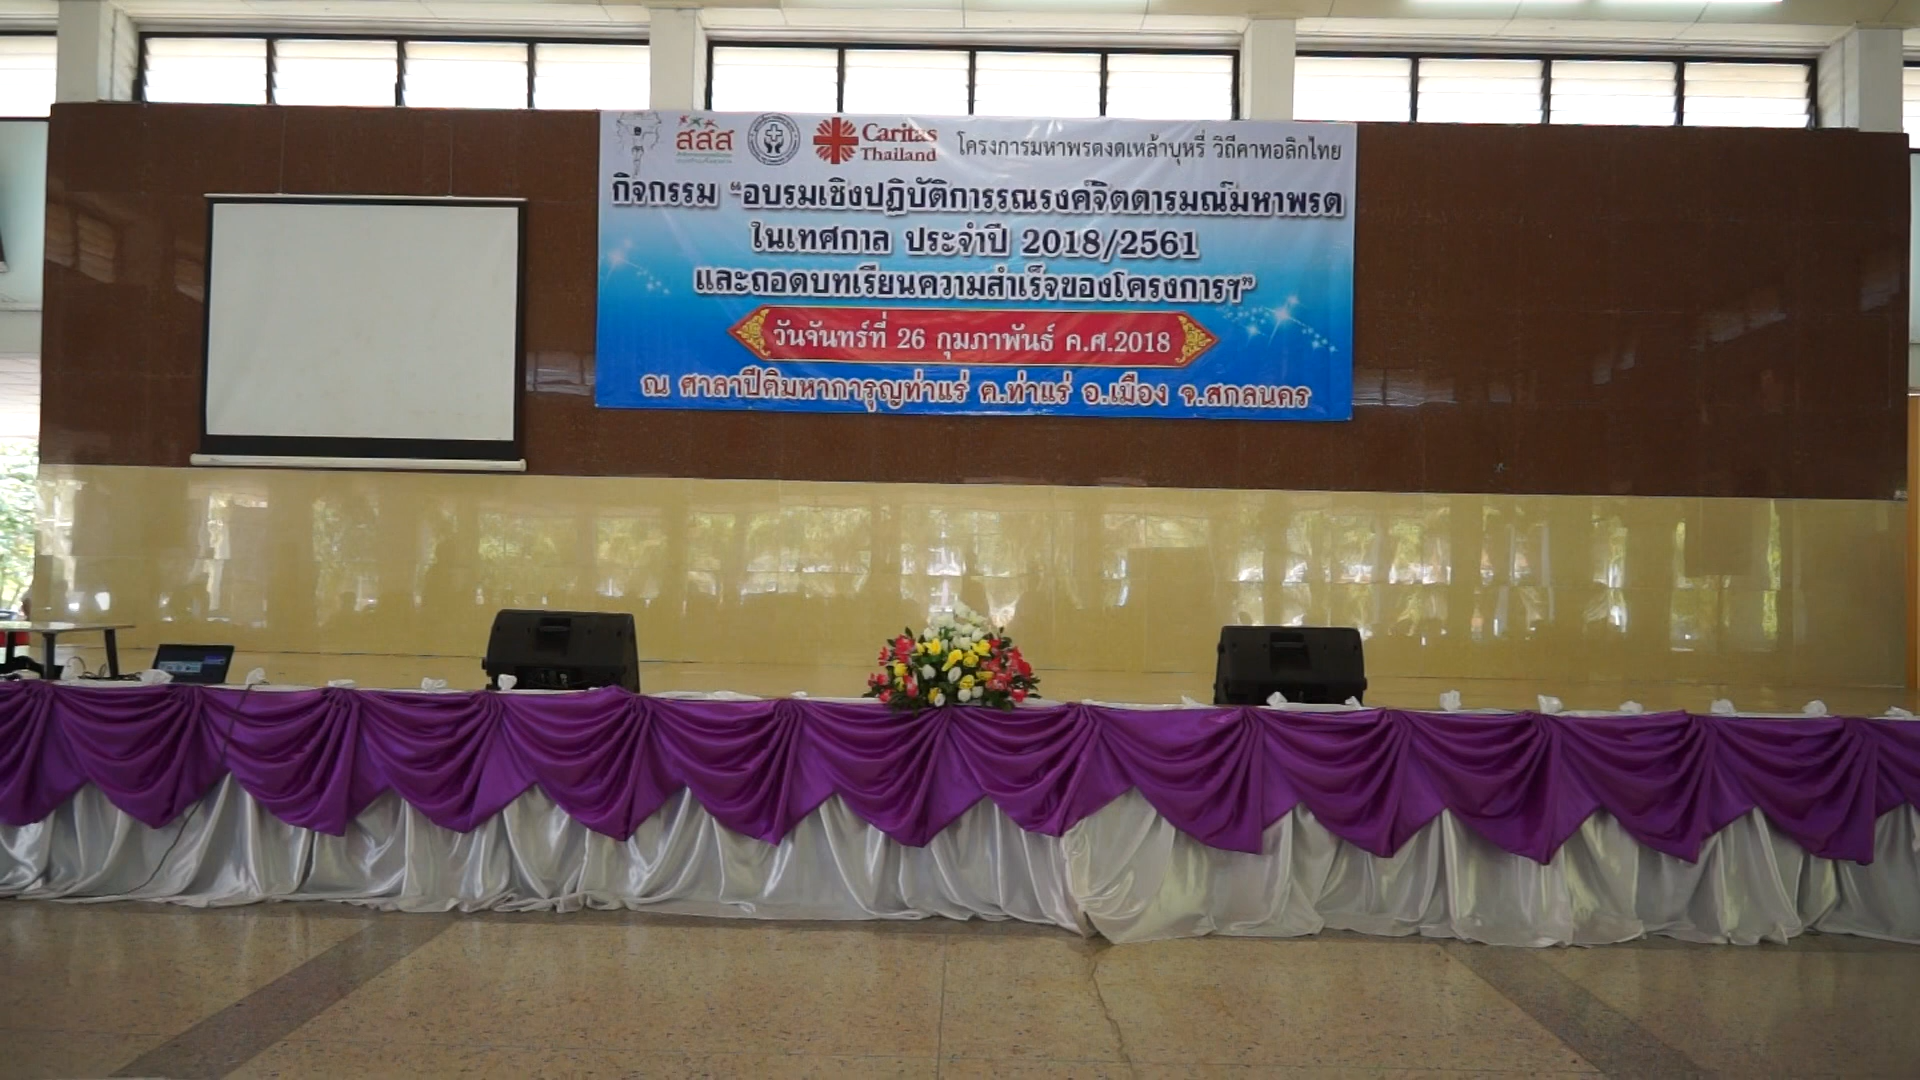 สสส
Caritas
Thailand
โครงการมหาพรตงดเหล้าบุหรี่ วิถีคาทอลิกไทย
กิจกรรม “อบรมเชิงปฏิบัติการรณรงค์จิตตารมณ์มหาพรต
ในเทศกาล ประจำปี 2018/2561
และถอดบทเรียนความสำเร็จของโครงการฯ”
วันจันทร์ที่ 26 กุมภาพันธ์ ค.ศ.2018
ณ ศาลาปีติมหาการุญท่าแร่ ต.ท่าแร่ อ.เมือง จ.สกลนคร